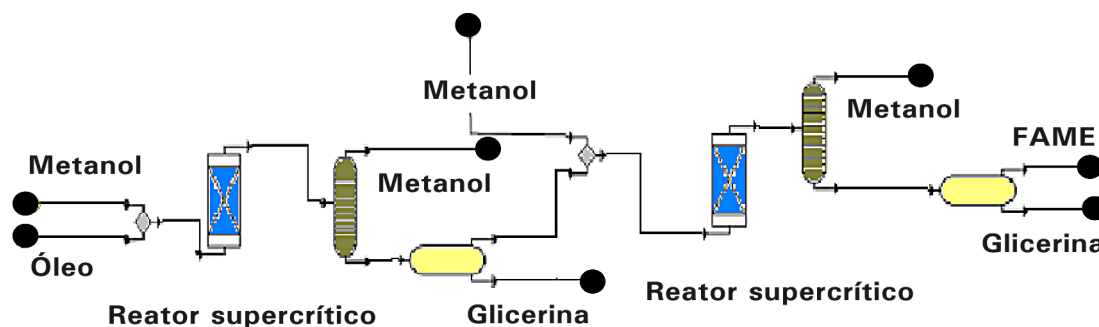 Metanol
Óleo
Reator supercrítico
Metanol
Metanol
Glicerina
Reator supercrítico
Metanol
FAME
Glicerina